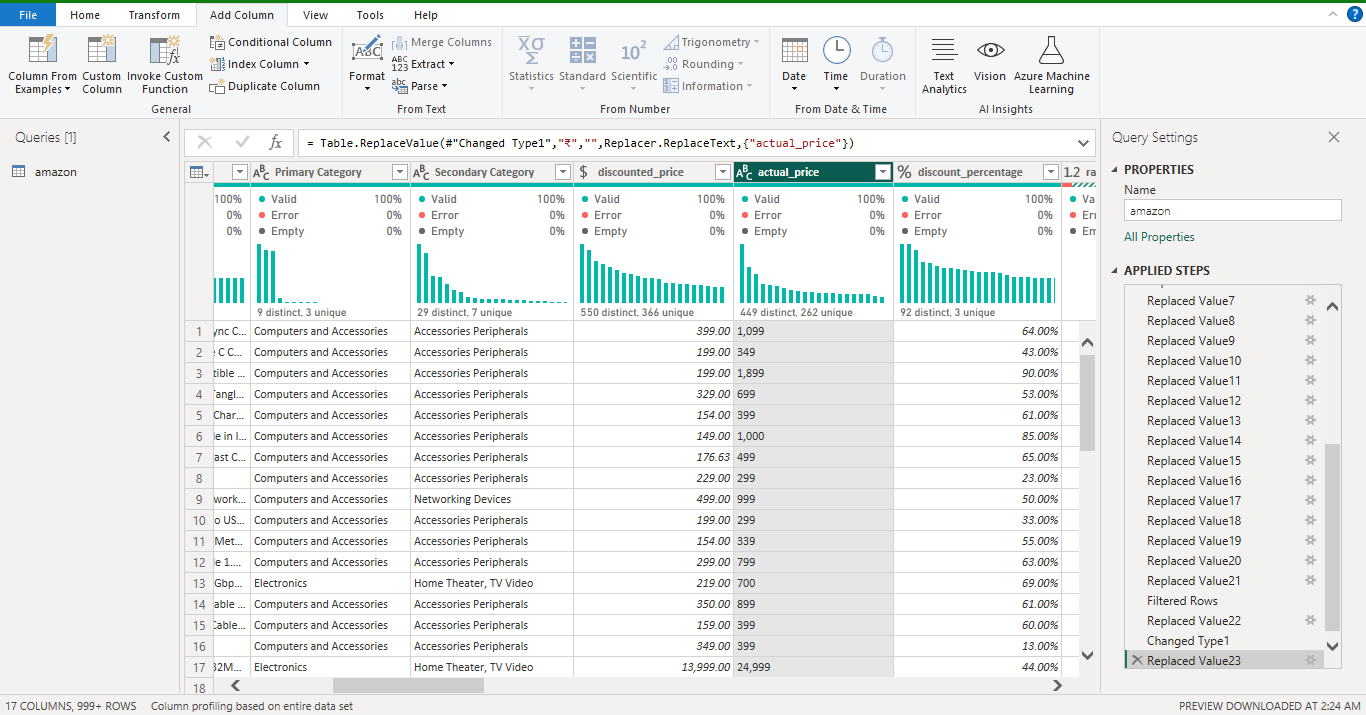 File Home Transform Add Column View Tools Help
Column From Examples
Custom Column
Invoke Custom Function
Conditional Column
Index Column
Duplicate Column
General
Format
Merge Columns
Extract
Parse
From Text
Statistics
Standard
Scientific
Trigonometry
Rounding
Information
From Number
Date
Time
Duration
From Date & Time
Text Analytics
Vision
Azure Machine Learning
AI Insights
Queries [1]
amazon
fx = Table.ReplaceValue(#"Changed Type1","₹","",Replacer.ReplaceText,{"actual_price"})
ABC Primary Category ABC Secondary Category $ discounted_price ABC actual_price % discount_percentage 1.2 ra
100% Valid 100% Valid 100% Valid 100% Valid 100% Valid 100% Va
0% Error 0% Error 0% Error 0% Error 0% Error 0% Err
0% Empty 0% Empty 0% Empty 0% Empty 0% Empty 0% Em
9 distinct, 3 unique 29 distinct, 7 unique 550 distinct, 366 unique 449 distinct, 262 unique 92 distinct, 3 unique
1 ync C... Computers and Accessories Accessories Peripherals 399.00 1,099 64.00%
2 C C... Computers and Accessories Accessories Peripherals 199.00 349 43.00%
3 tible ... Computers and Accessories Accessories Peripherals 199.00 1,899 90.00%
4 Tangl... Computers and Accessories Accessories Peripherals 329.00 699 53.00%
5 Char... Computers and Accessories Accessories Peripherals 154.00 399 61.00%
6 le in I... Computers and Accessories Accessories Peripherals 149.00 1,000 85.00%
7 ast C... Computers and Accessories Accessories Peripherals 176.63 499 65.00%
8 Computers and Accessories Accessories Peripherals 229.00 299 23.00%
9 work... Computers and Accessories Networking Devices 499.00 999 50.00%
10 o US... Computers and Accessories Accessories Peripherals 199.00 299 33.00%
11 Met... Computers and Accessories Accessories Peripherals 154.00 339 55.00%
12 le 1.... Computers and Accessories Accessories Peripherals 299.00 799 63.00%
13 Gbp... Electronics Home Theater, TV Video 219.00 700 69.00%
14 able ... Computers and Accessories Accessories Peripherals 350.00 899 61.00%
15 Cable... Computers and Accessories Accessories Peripherals 159.00 399 60.00%
16 Computers and Accessories Accessories Peripherals 349.00 399 13.00%
17 32M... Electronics Home Theater, TV Video 13,999.00 24,999 44.00%
18
Query Settings
PROPERTIES
Name
amazon
All Properties
APPLIED STEPS
Replaced Value7
Replaced Value8
Replaced Value9
Replaced Value10
Replaced Value11
Replaced Value12
Replaced Value13
Replaced Value14
Replaced Value15
Replaced Value16
Replaced Value17
Replaced Value18
Replaced Value19
Replaced Value20
Replaced Value21
Filtered Rows
Replaced Value22
Changed Type1
Replaced Value23
17 COLUMNS, 999+ ROWS Column profiling based on entire data set PREVIEW DOWNLOADED AT 2:24 AM